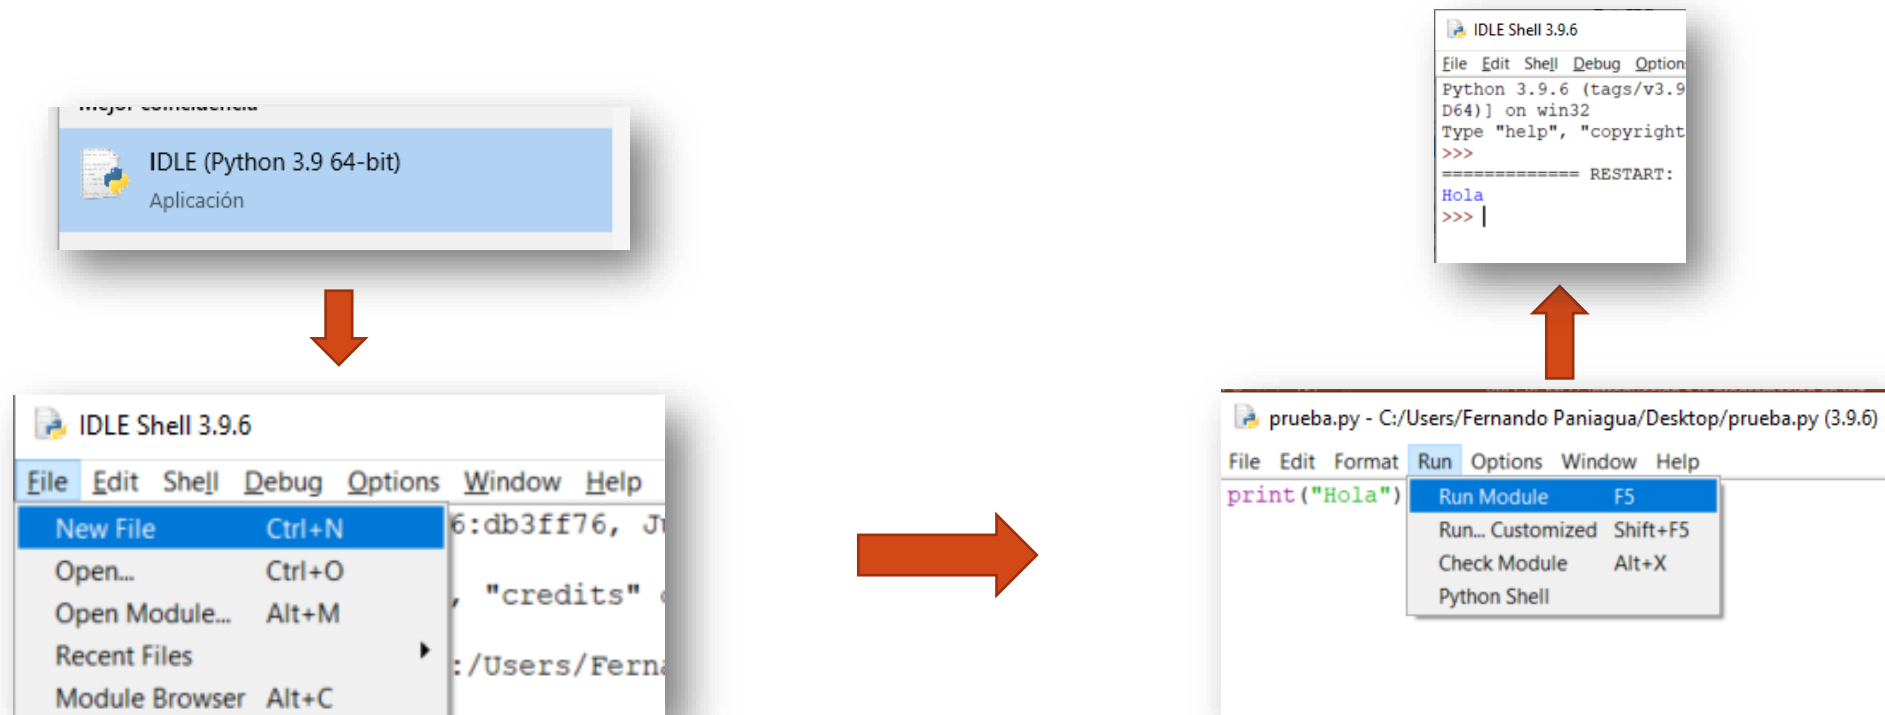 Mejor coincidencia
IDLE (Python 3.9 64-bit)
Aplicación
IDLE Shell 3.9.6
File Edit Shell Debug Options Window Help
New File Ctrl+N
6:db3ff76, Ju
Open... Ctrl+O
, "credits"
Open Module... Alt+M
Recent Files
:/Users/Ferna
Module Browser Alt+C
prueba.py - C:/Users/Fernando Paniagua/Desktop/prueba.py (3.9.6)
File Edit Format Run Options Window Help
print("Hola")
Run Module F5
Run... Customized Shift+F5
Check Module Alt+X
Python Shell
IDLE Shell 3.9.6
File Edit Shell Debug Option
Python 3.9.6 (tags/v3.9
D64)] on win32
Type "help", "copyright
>>>
============= RESTART:
Hola
>>>